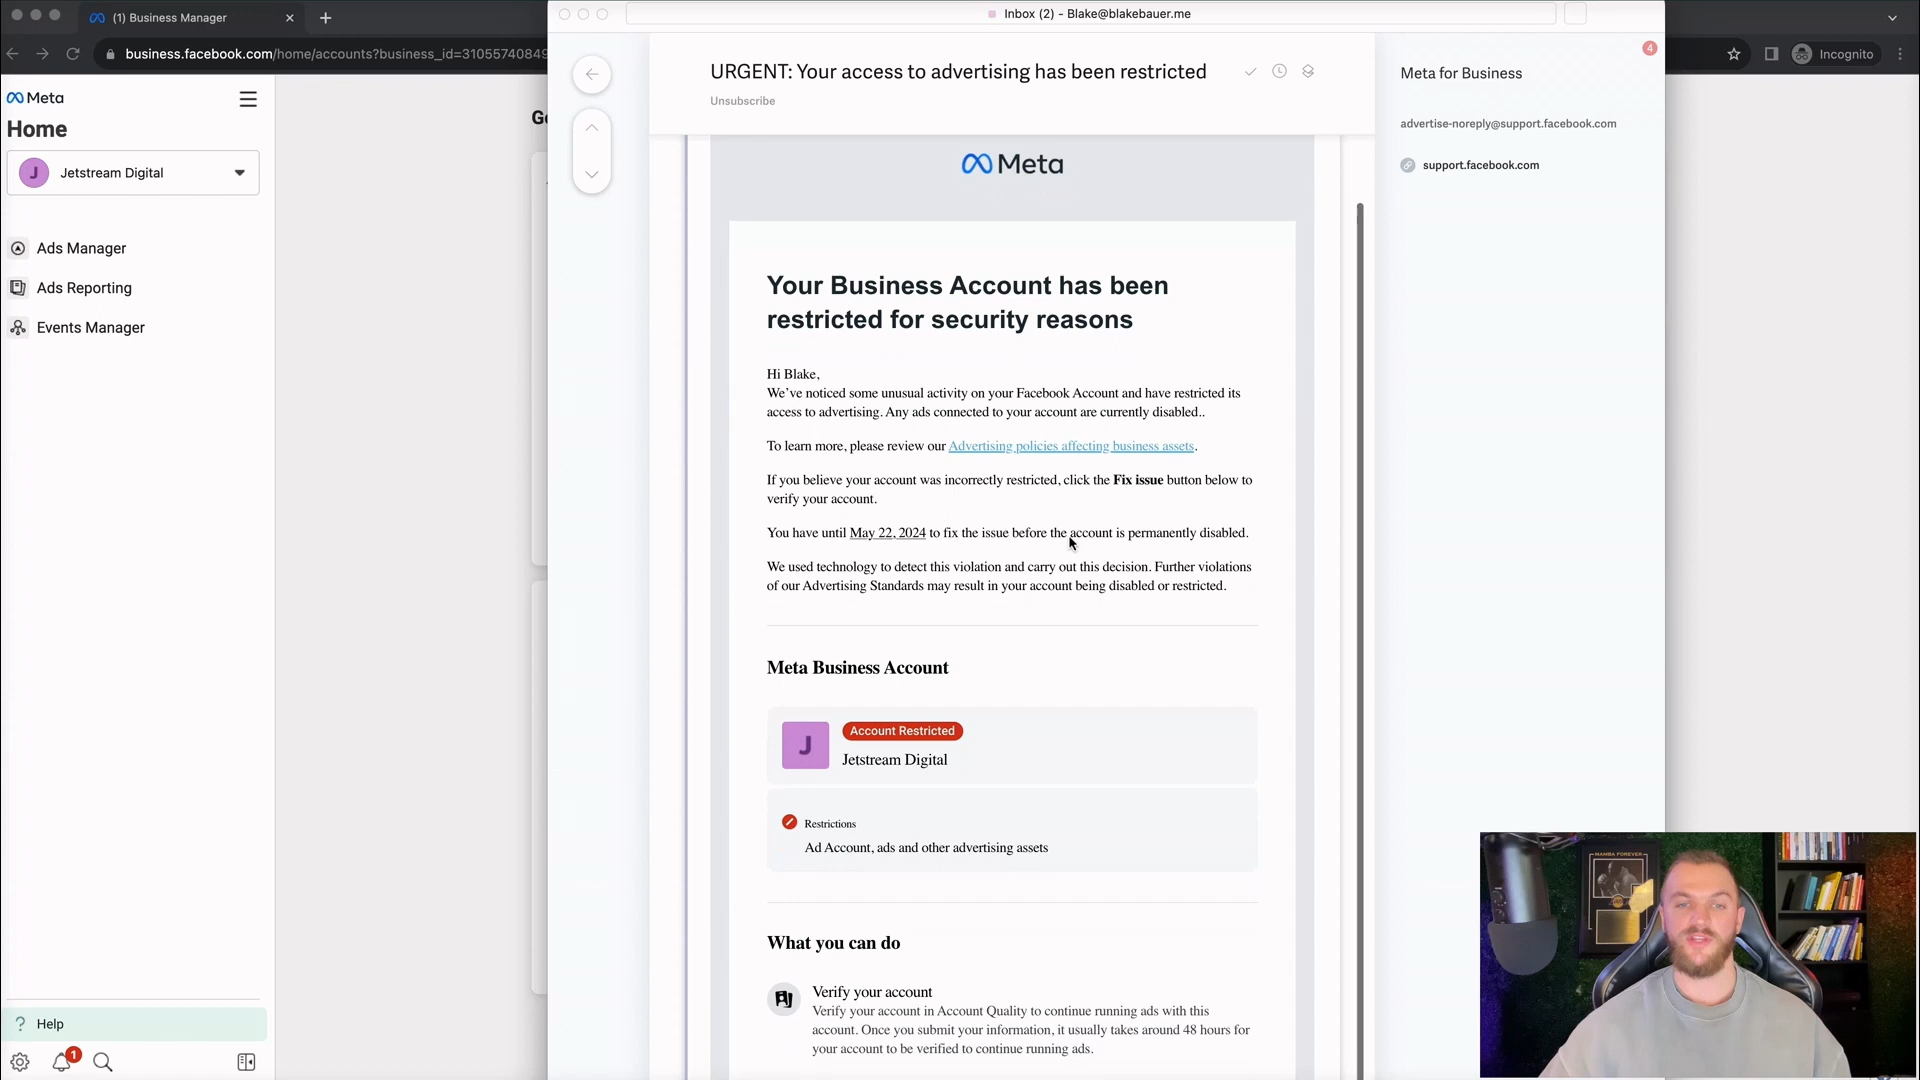 (1) Business Manager
business.facebook.com/home/accounts?business_id=31055740849
Inbox (2) - Blake@blakebauer.me
Incognito
Meta
Home
J
Jetstream Digital
Ads Manager
Ads Reporting
Events Manager
Help
1
Ge
URGENT: Your access to advertising has been restricted
Unsubscribe
Meta
Your Business Account has been
restricted for security reasons
Hi Blake,
We've noticed some unusual activity on your Facebook Account and have restricted its
access to advertising. Any ads connected to your account are currently disabled..
To learn more, please review our Advertising policies affecting business assets.
If you believe your account was incorrectly restricted, click the Fix issue button below to
verify your account.
You have until May 22, 2024 to fix the issue before the account is permanently disabled.
We used technology to detect this violation and carry out this decision. Further violations
of our Advertising Standards may result in your account being disabled or restricted.
Meta Business Account
J
Account Restricted
Jetstream Digital
Restrictions
Ad Account, ads and other advertising assets
What you can do
Verify your account
Verify your account in Account Quality to continue running ads with this
account. Once you submit your information, it usually takes around 48 hours for
your account to be verified to continue running ads.
4
Meta for Business
advertise-noreply@support.facebook.com
support.facebook.com
MAMBA FOREVER